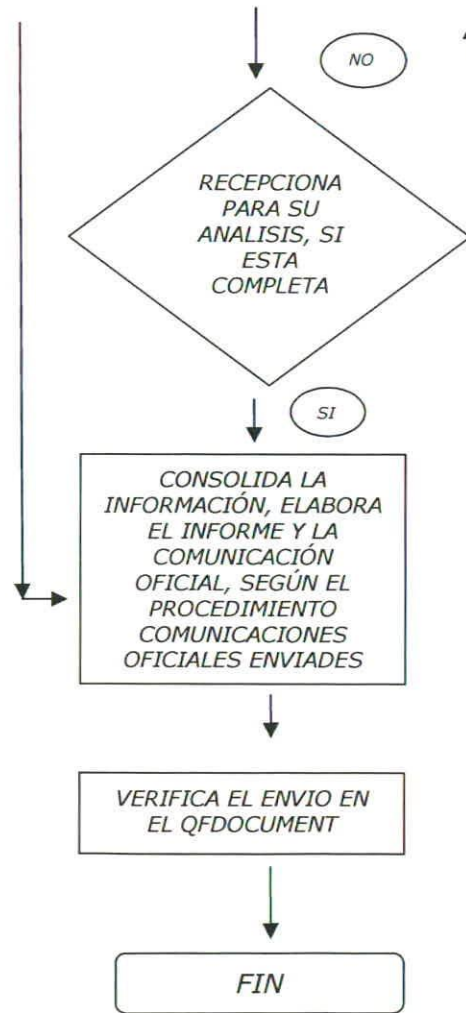 NO
RECEPCIONA
PARA SU
ANALISIS, SI
ESTA
COMPLETA
SI
CONSOLIDA LA
INFORMACIÓN, ELABORA
EL INFORME Y LA
COMUNICACIÓN
OFICIAL, SEGÚN EL
PROCEDIMIENTO
COMUNICACIONES
OFICIALES ENVIADES
VERIFICA EL ENVIO EN
EL QFDOCUMENT
FIN